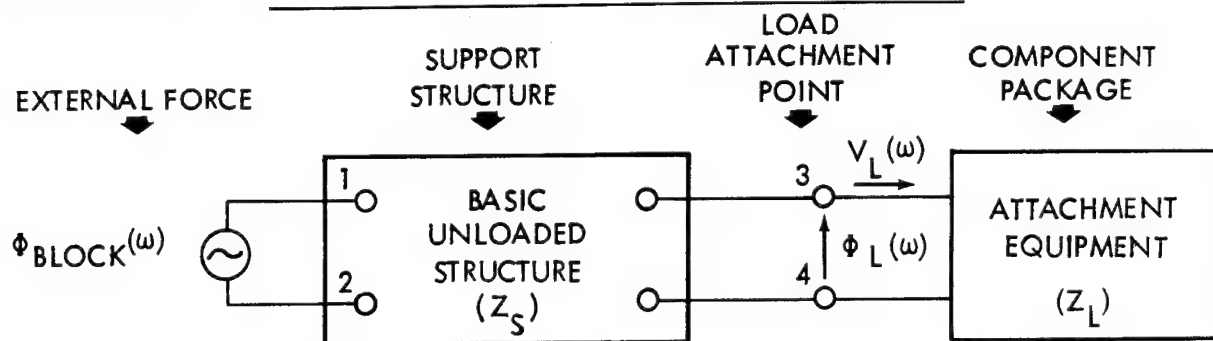 EXTERNAL FORCE
SUPPORT
STRUCTURE
LOAD
ATTACHMENT
POINT
COMPONENT
PACKAGE
Φ BLOCK(ω)
1
2
BASIC
UNLOADED
STRUCTURE
(Z_S)
3
4
V_L(ω)
Φ_L(ω)
ATTACHMENT
EQUIPMENT
(Z_L)